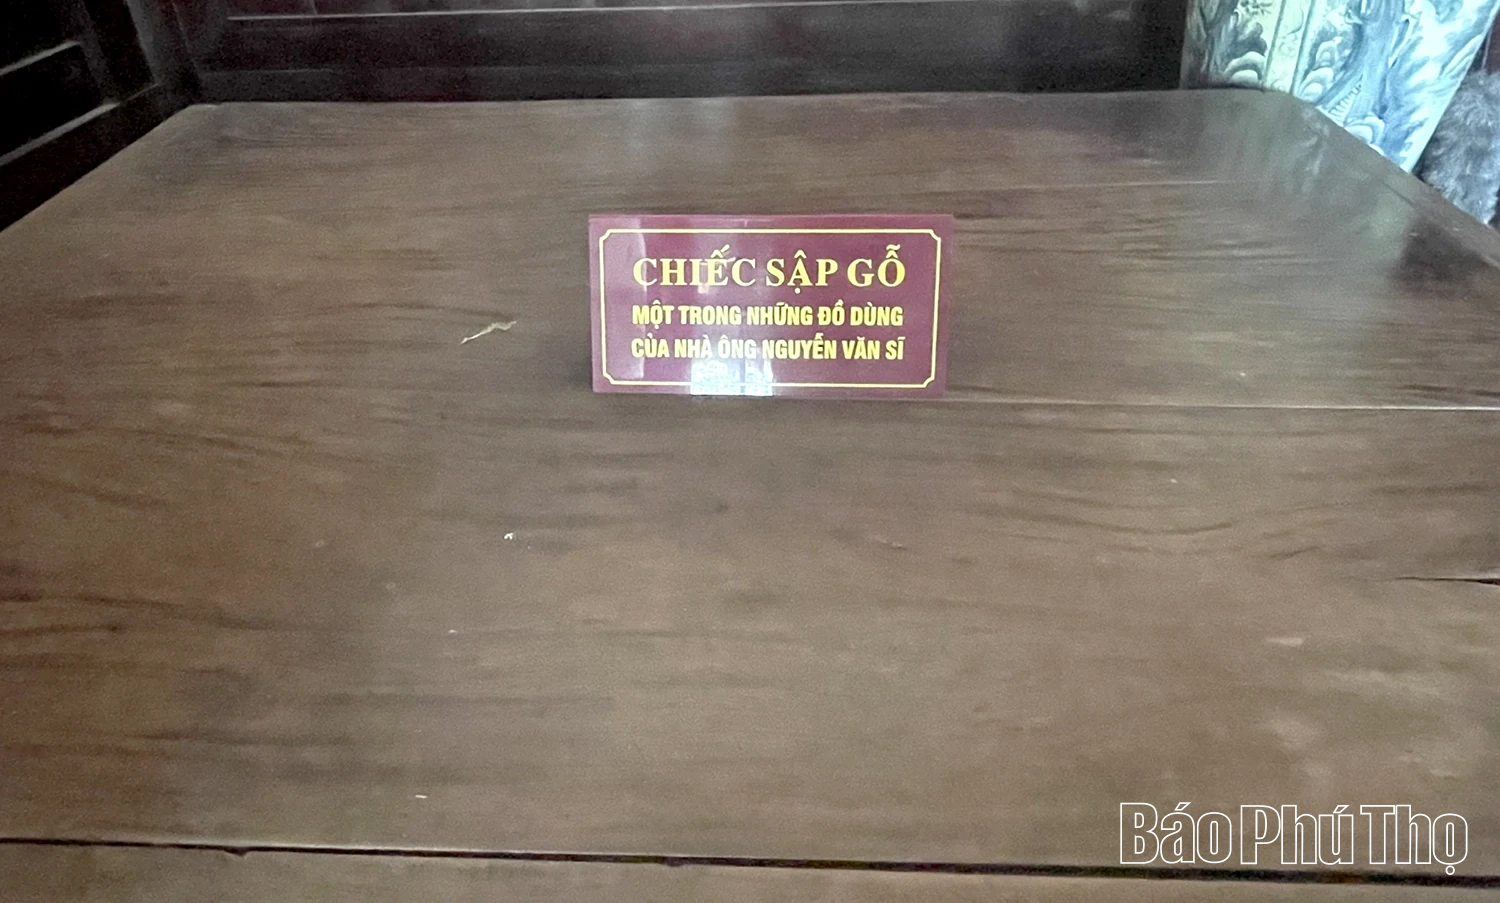 CHIẾC SẬP GỖ
MỘT TRONG NHỮNG ĐỒ DÙNG
CỦA NHÀ ÔNG NGUYỄN VĂN SĨ
Báo Phú Thọ